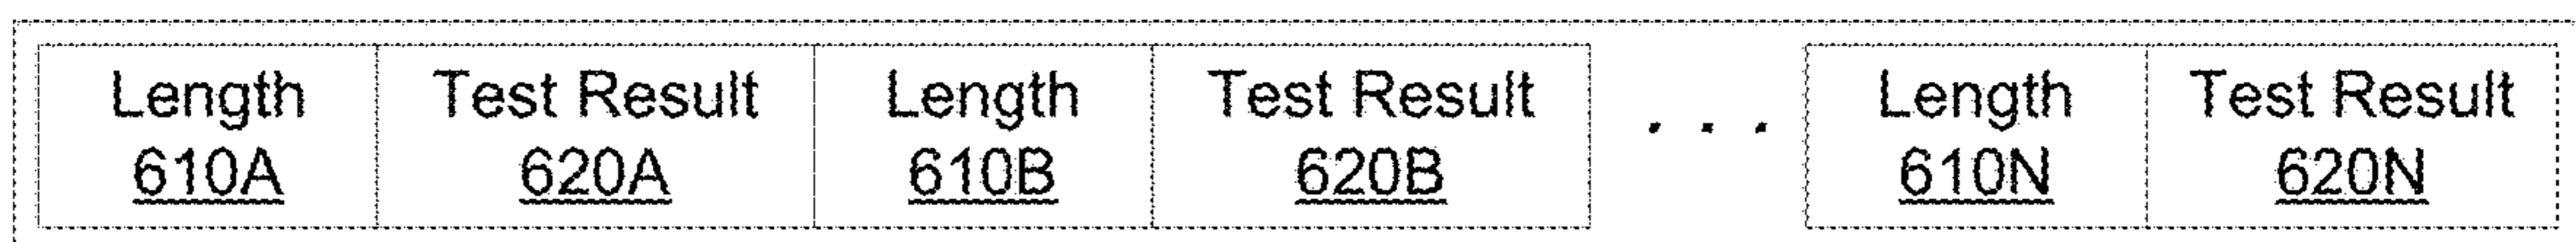 Length Test Result Length Test Result . . . Length Test Result
610A 620A 610B 620B 610N 620N